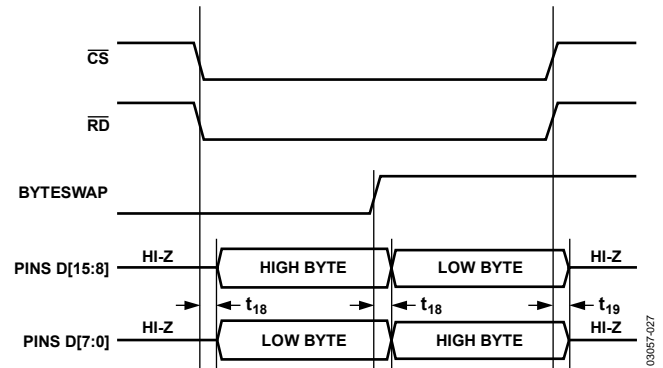 CS
RD
BYTESWAP
PINS D[15:8] HI-Z HIGH BYTE LOW BYTE HI-Z
t18 t18 t19
PINS D[7:0] HI-Z LOW BYTE HIGH BYTE HI-Z
03057-027